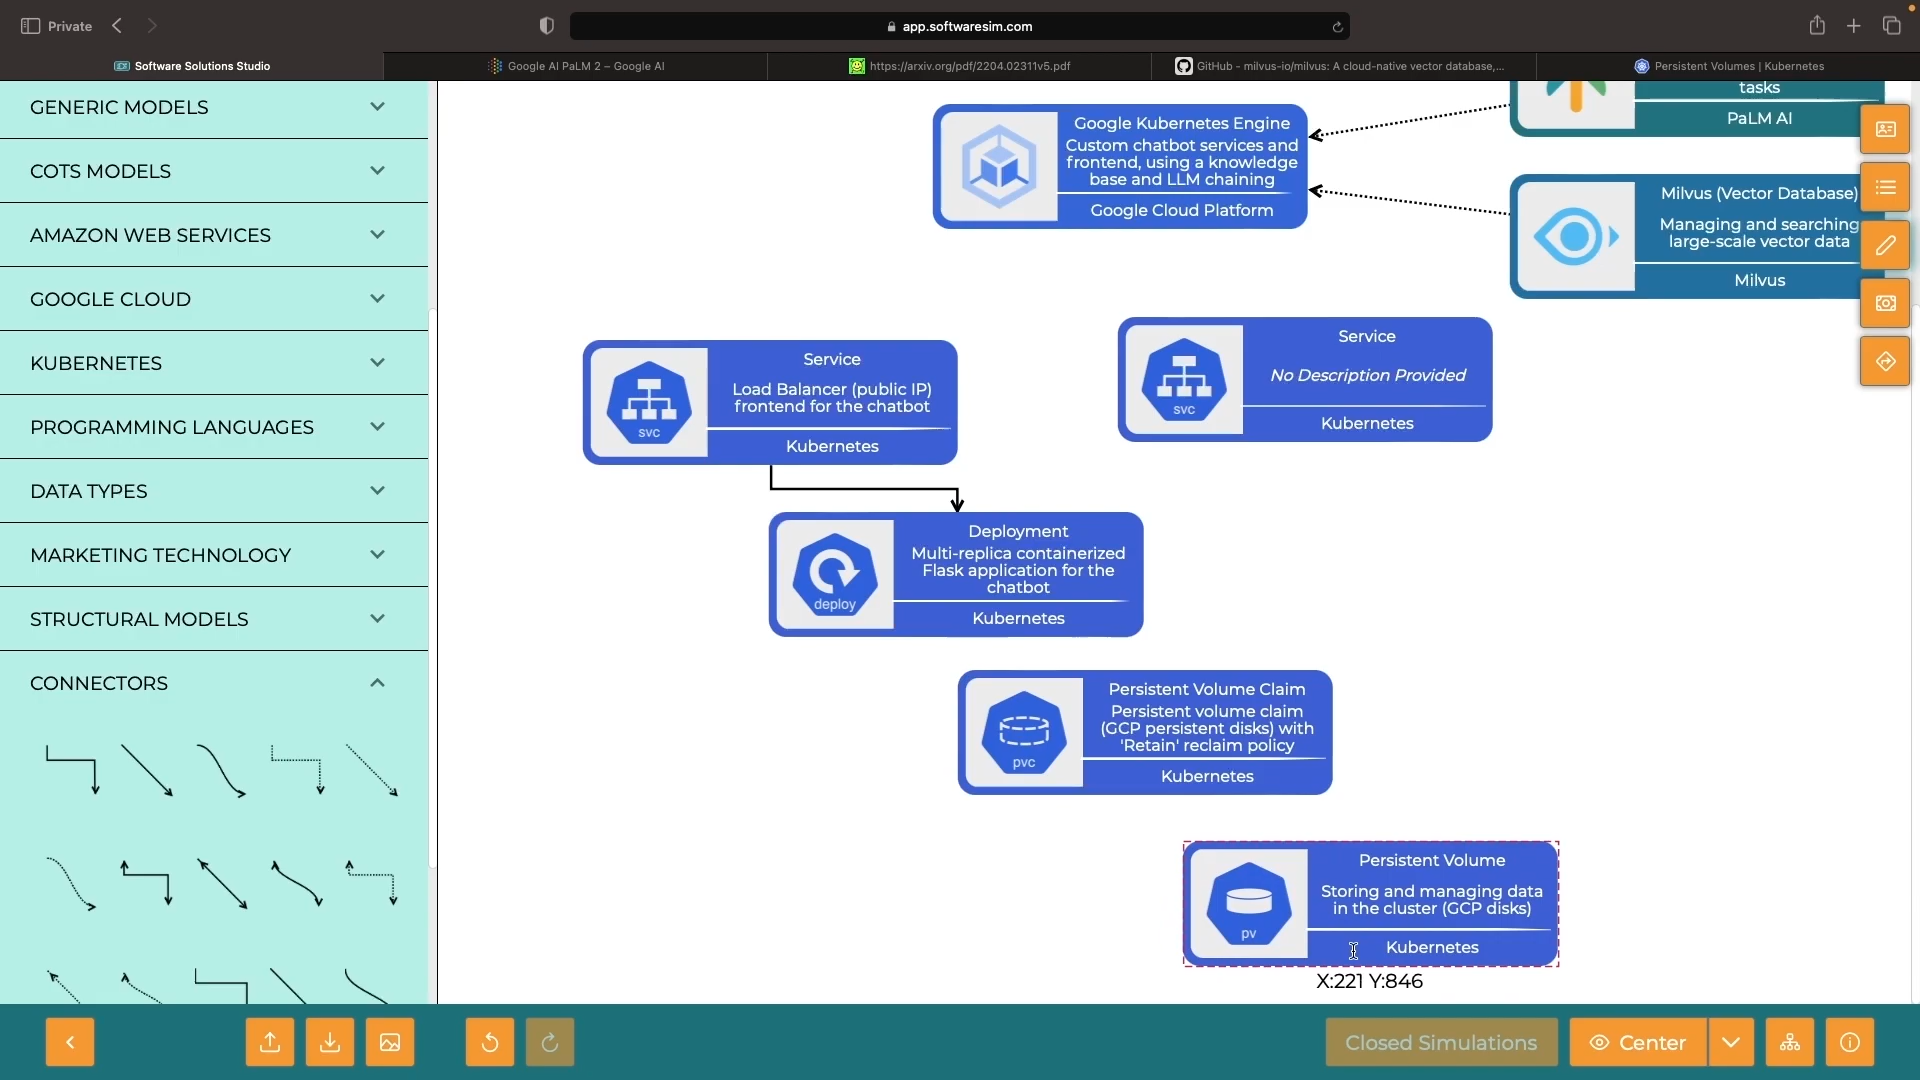 Private
app.softwaresim.com
Software Solutions Studio
Google AI PaLM 2 – Google AI
https://arxiv.org/pdf/2204.02311v5.pdf
GitHub - milvus-io/milvus: A cloud-native vector database,...
Persistent Volumes | Kubernetes
GENERIC MODELS
COTS MODELS
AMAZON WEB SERVICES
GOOGLE CLOUD
KUBERNETES
PROGRAMMING LANGUAGES
DATA TYPES
MARKETING TECHNOLOGY
STRUCTURAL MODELS
CONNECTORS
Google Kubernetes Engine
Custom chatbot services and
frontend, using a knowledge
base and LLM chaining
Google Cloud Platform
tasks
PaLM AI
Milvus (Vector Database)
Managing and searching
large-scale vector data
Milvus
svc
Service
Load Balancer (public IP)
frontend for the chatbot
Kubernetes
svc
Service
No Description Provided
Kubernetes
deploy
Deployment
Multi-replica containerized
Flask application for the
chatbot
Kubernetes
pvc
Persistent Volume Claim
Persistent volume claim
(GCP persistent disks) with
'Retain' reclaim policy
Kubernetes
pv
Persistent Volume
Storing and managing data
in the cluster (GCP disks)
Kubernetes
X:221 Y:846
Closed Simulations
Center